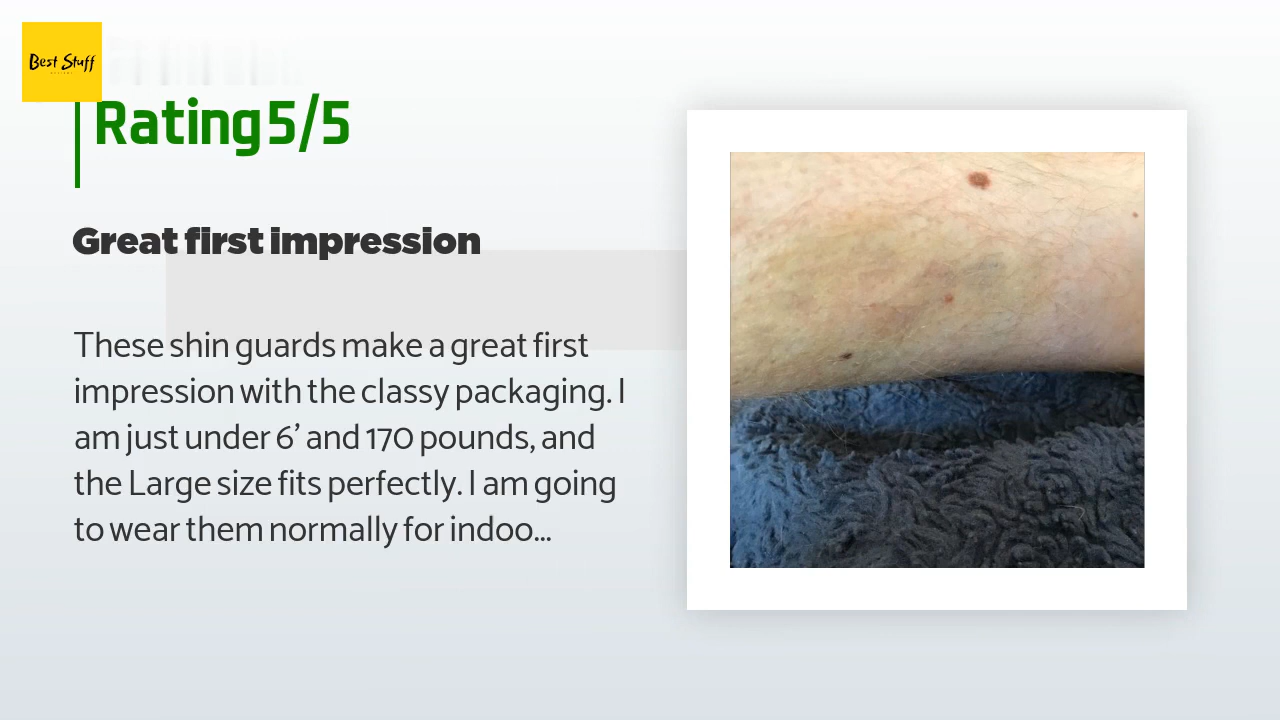 Best Stuff
Rating 5/5
Great first impression
These shin guards make a great first
impression with the classy packaging. I
am just under 6’ and 170 pounds, and
the Large size fits perfectly. I am going
to wear them normally for indoo...